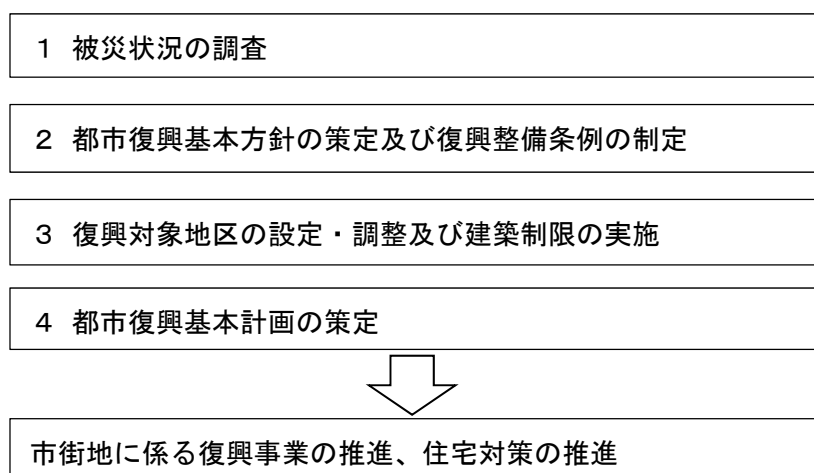 １ 被災状況の調査
２ 都市復興基本方針の策定及び復興整備条例の制定
３ 復興対象地区の設定・調整及び建築制限の実施
４ 都市復興基本計画の策定
市街地に係る復興事業の推進、住宅対策の推進